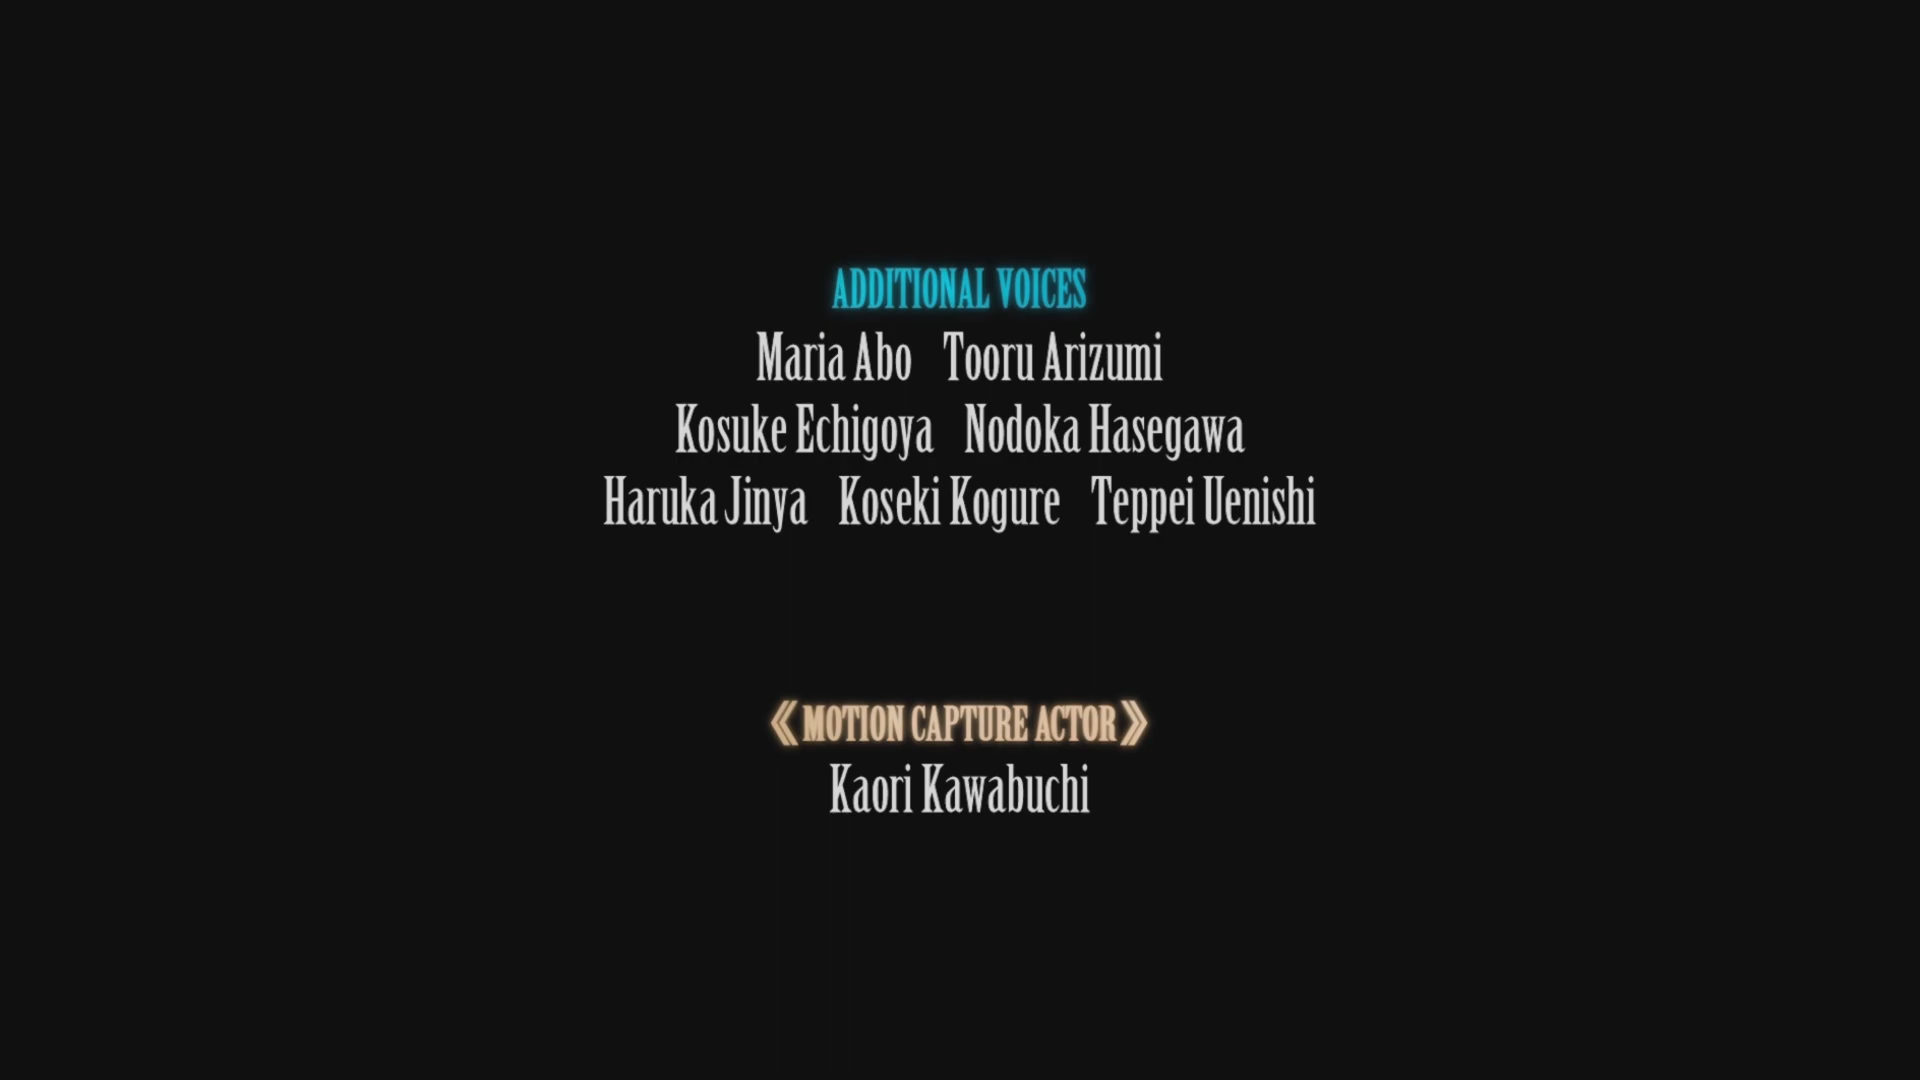 ADDITIONAL VOICES
Maria Abo Tooru Arizumi
Kosuke Echigoya Nodoka Hasegawa
Haruka Jinya Koseki Kogure Teppei Uenishi
《MOTION CAPTURE ACTOR》
Kaori Kawabuchi